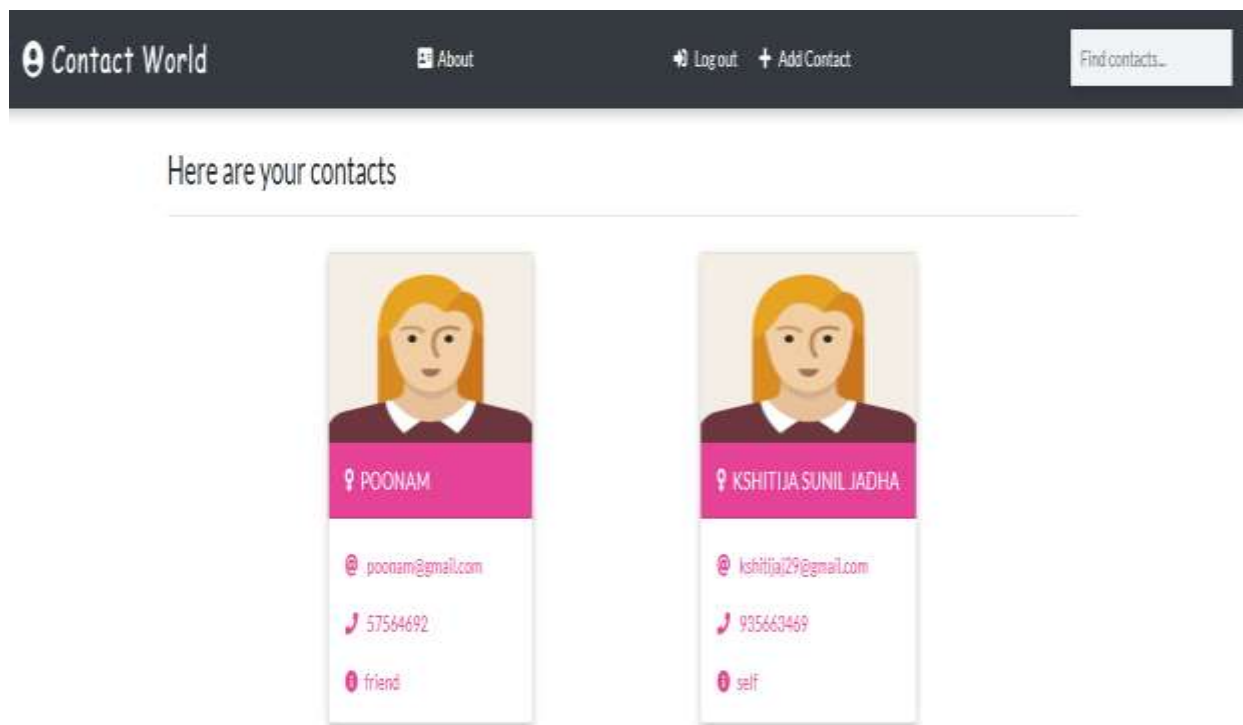 Contact World
About
Log out
Add Contact
Find contacts...
Here are your contacts
POONAM
poonam@gmail.com
57564692
friend
KSHITIJA SUNIL JADHA
kshitijaj29@gmail.com
935663469
self